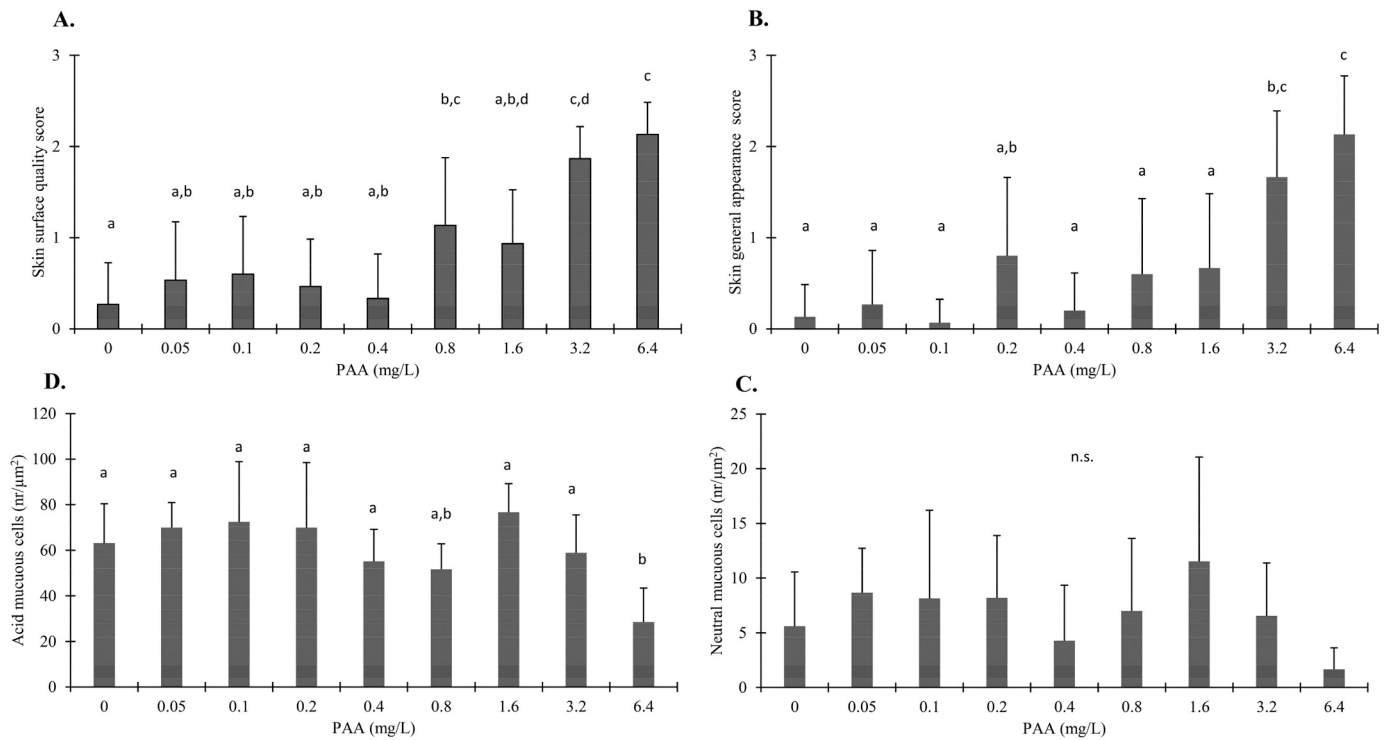 A.
Skin surface quality score
3
2
1
0
a
a,b
a,b
a,b
a,b
b,c
a,b,d
c,d
c
0 0.05 0.1 0.2 0.4 0.8 1.6 3.2 6.4
PAA (mg/L)
B.
Skin general appearance score
3
2
1
0
a
a
a
a,b
a
a
a
b,c
c
0 0.05 0.1 0.2 0.4 0.8 1.6 3.2 6.4
PAA (mg/L)
D.
Acid mucuous cells (nr/µm²)
120
100
80
60
40
20
0
a
a
a
a
a
a,b
a
a
b
0 0.05 0.1 0.2 0.4 0.8 1.6 3.2 6.4
PAA (mg/L)
C.
Neutral mucuous cells (nr/µm²)
25
20
15
10
5
0
n.s.
0 0.05 0.1 0.2 0.4 0.8 1.6 3.2 6.4
PAA (mg/L)